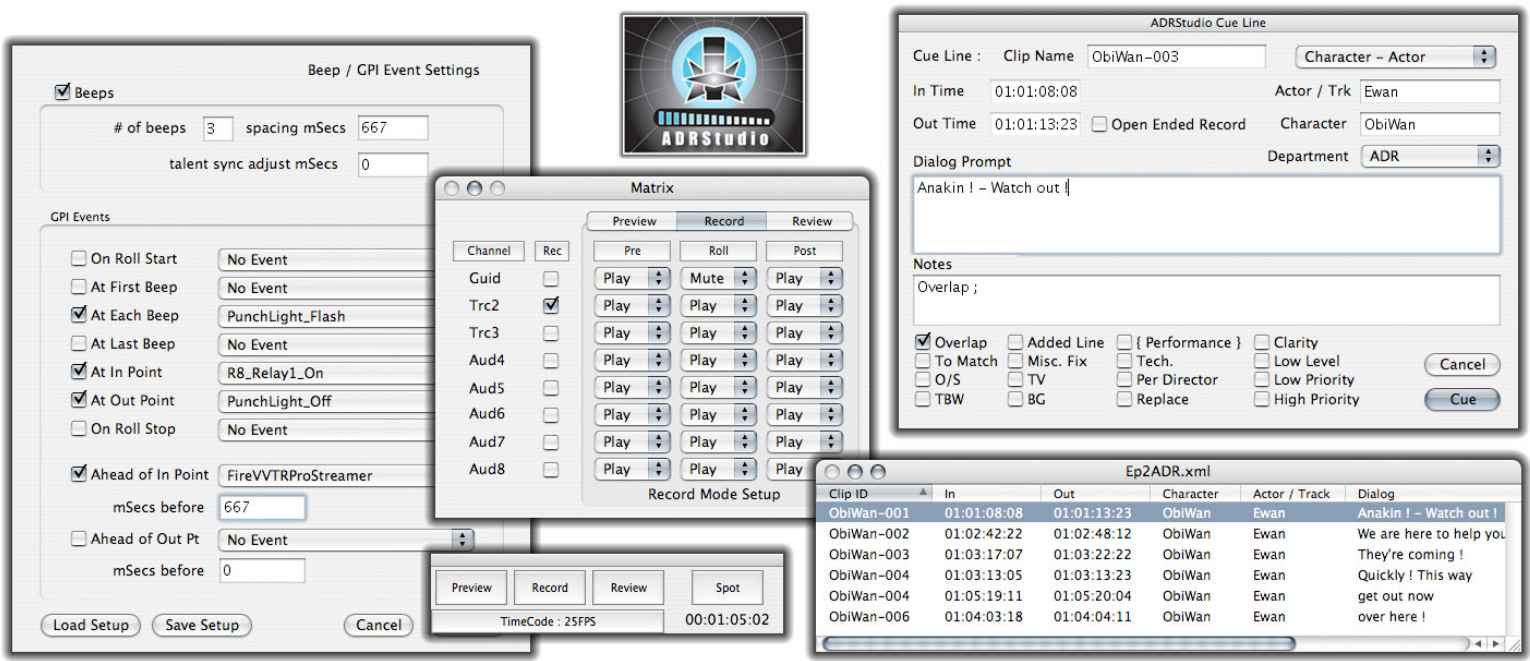 Beep / GPI Event Settings
Beeps
# of beeps 3 spacing mSecs 667
talent sync adjust mSecs 0
GPI Events
On Roll Start No Event
At First Beep No Event
At Each Beep PunchLight_Flash
At Last Beep No Event
At In Point R8_Relay1_On
At Out Point PunchLight_Off
On Roll Stop No Event
Ahead of In Point FireVVTRProStreamer
mSecs before 667
Ahead of Out Pt No Event
mSecs before 0
Load Setup Save Setup Cancel
ADRStudio
Matrix
Preview Record Review
Channel Rec Pre Roll Post
Guid Play Mute Play
Trc2 Play Play Play
Trc3 Play Play Play
Aud4 Play Play Play
Aud5 Play Play Play
Aud6 Play Play Play
Aud7 Play Play Play
Aud8 Play Play Play
Record Mode Setup
Preview Record Review Spot
TimeCode : 25FPS 00:01:05:02
ADRStudio Cue Line
Cue Line : Clip Name ObiWan-003 Character - Actor
In Time 01:01:08:08 Actor / Trk Ewan
Out Time 01:01:13:23 Open Ended Record Character ObiWan
Dialog Prompt Department ADR
Anakin ! - Watch out !
Notes
Overlap ;
Overlap Added Line { Performance } Clarity
To Match Misc. Fix Tech. Low Level Cancel
O/S TV Per Director Low Priority
TBW BG Replace High Priority Cue
Ep2ADR.xml
Clip ID In Out Character Actor / Track Dialog
ObiWan-001 01:01:08:08 01:01:13:23 ObiWan Ewan Anakin ! - Watch out !
ObiWan-002 01:02:42:22 01:02:48:12 ObiWan Ewan We are here to help you
ObiWan-003 01:03:17:07 01:03:22:22 ObiWan Ewan They're coming !
ObiWan-004 01:03:13:05 01:03:13:23 ObiWan Ewan Quickly ! This way
ObiWan-004 01:05:19:11 01:05:20:04 ObiWan Ewan get out now
ObiWan-006 01:04:03:18 01:04:04:11 ObiWan Ewan over here !